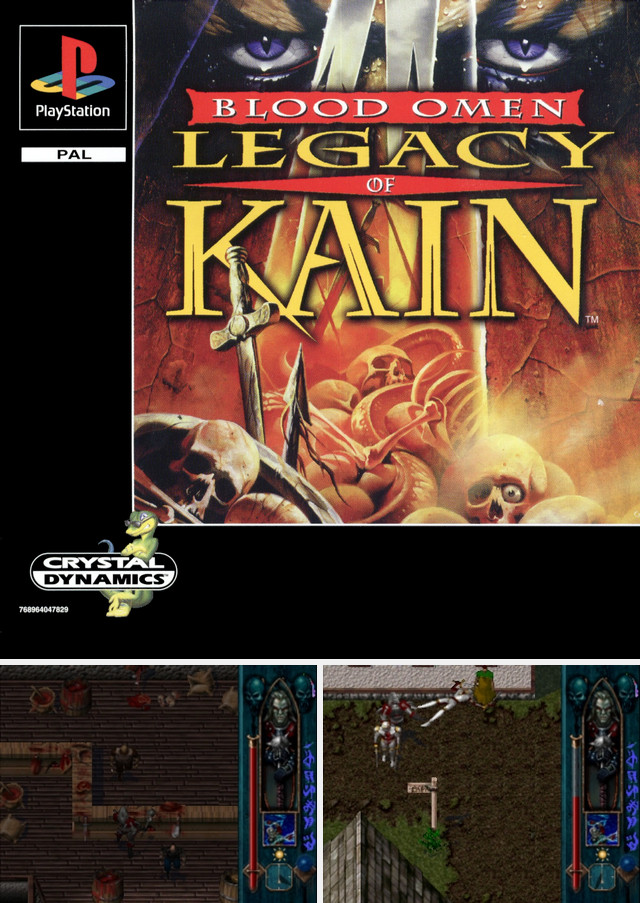 PlayStation
PAL
BLOOD OMEN
LEGACY
OF
KAIN
TM
CRYSTAL
DYNAMICS
768964047829